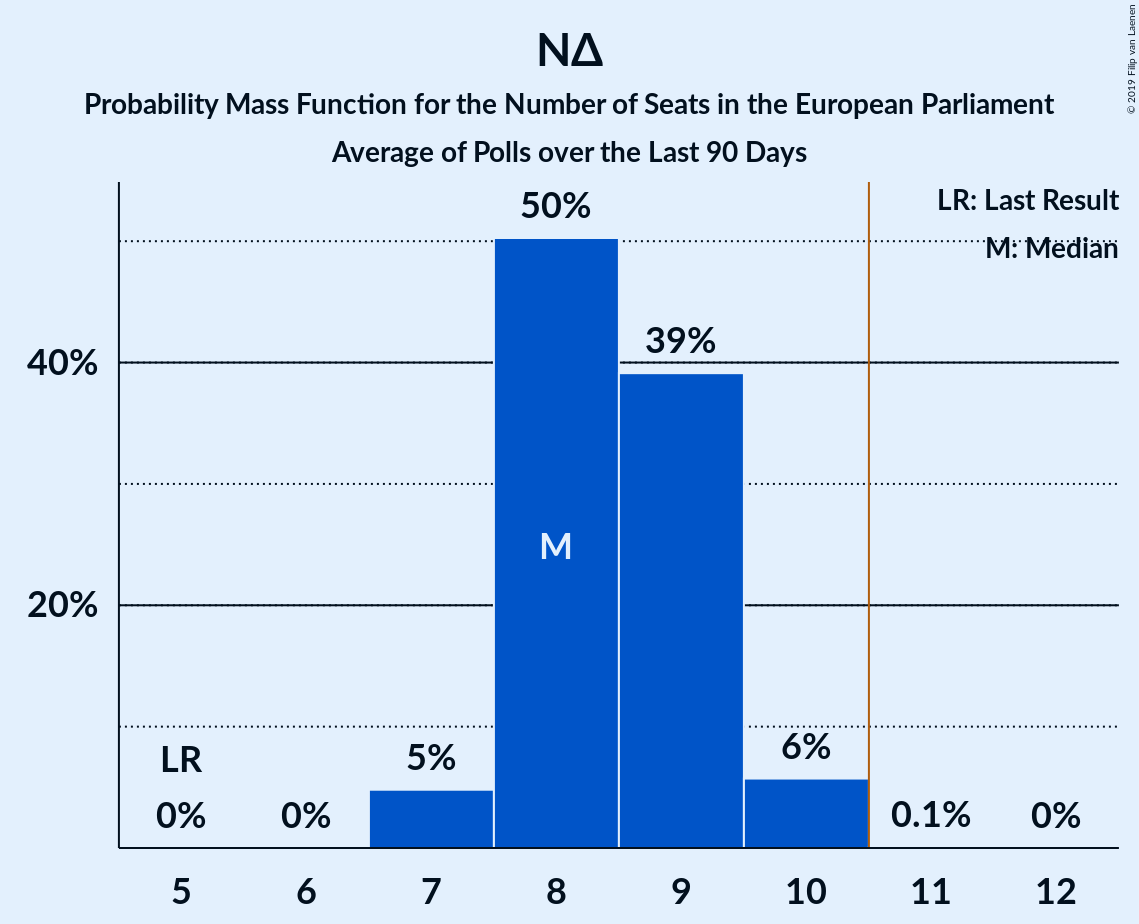 ΝΔ
Probability Mass Function for the Number of Seats in the European Parliament
Average of Polls over the Last 90 Days
© 2019 Filip van Laenen
LR: Last Result
M: Median
50%
39%
40%
M
20%
LR
5%
6%
0%
0%
0.1%
0%
5
6
7
8
9
10
11
12